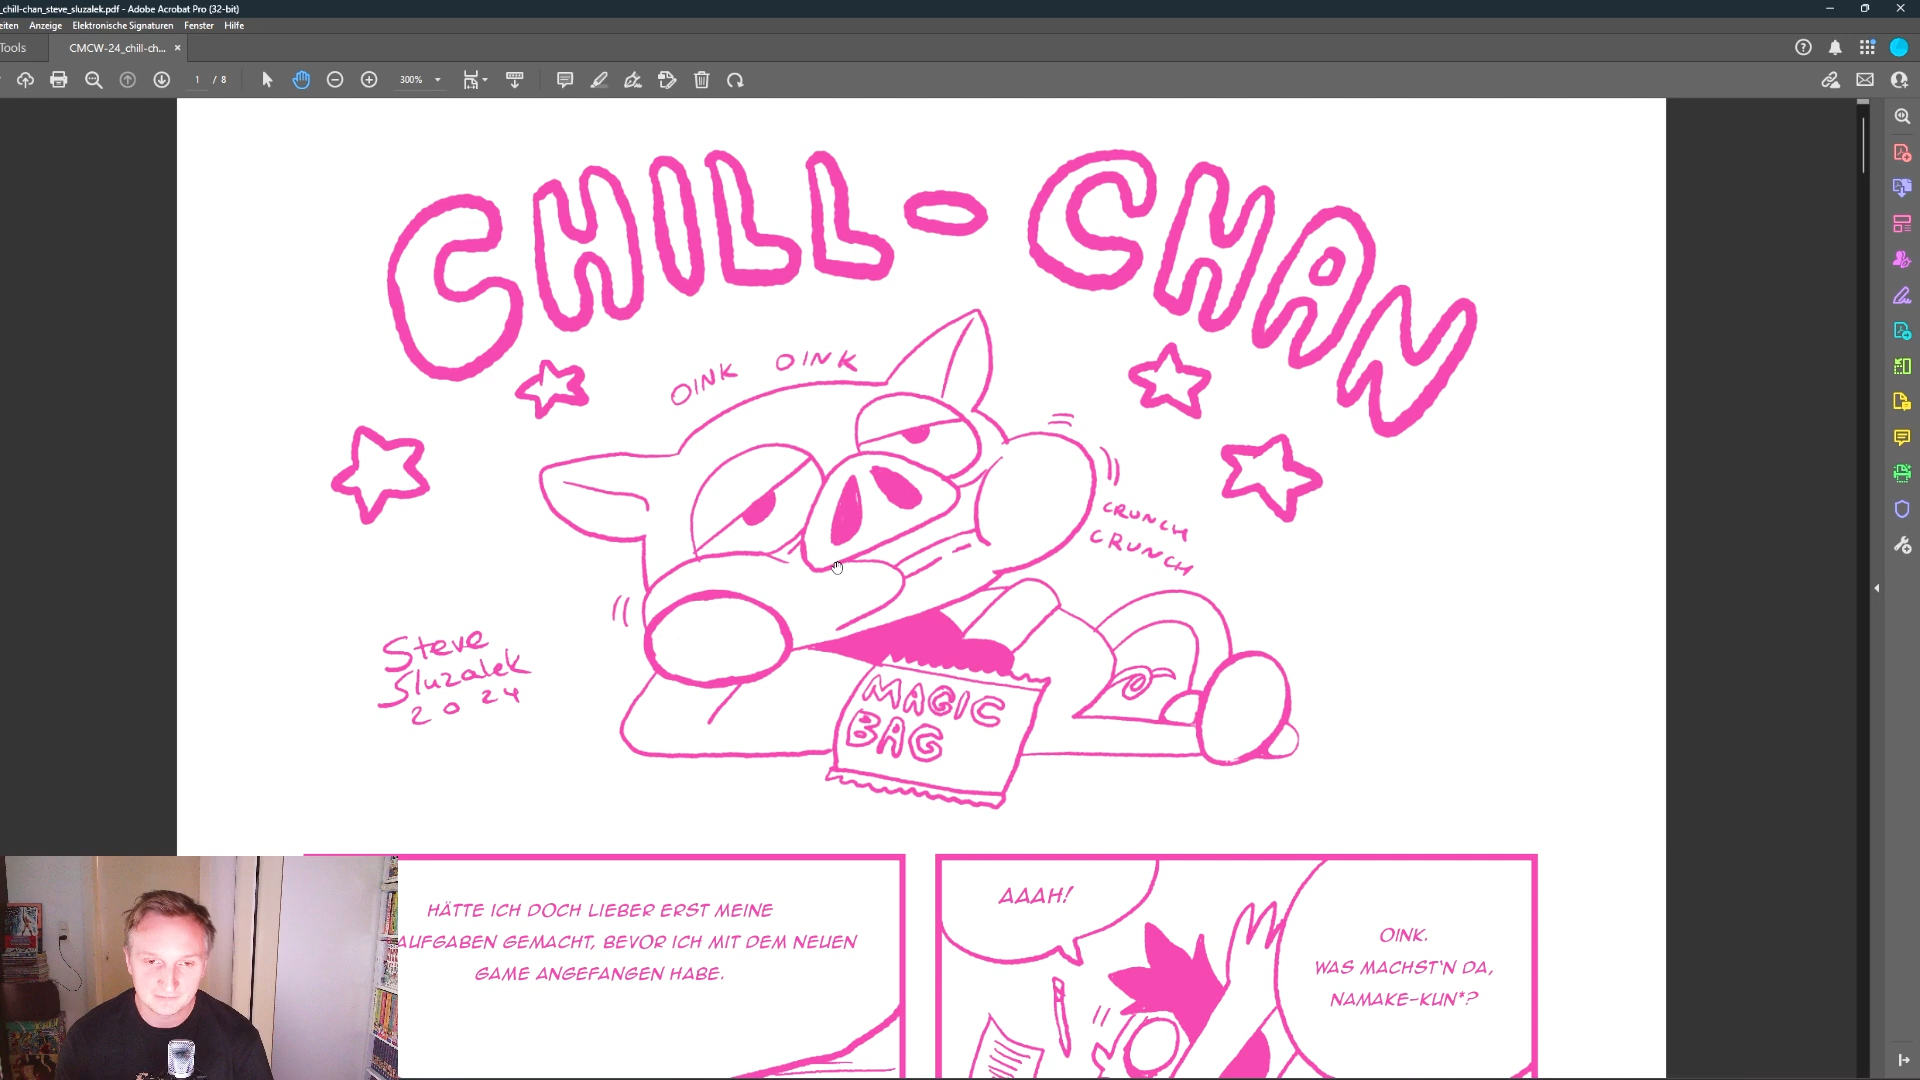 _chill-chan_steve_sluzalek.pdf - Adobe Acrobat Pro (32-bit)
eiten Anzeige Elektronische Signaturen Fenster Hilfe
Tools CMCW-24_chill-ch... ×
1 / 8 300%
CHILL-CHAN
OINK OINK
CRUNCH
CRUNCH
Steve
Sluzalek
2024
MAGIC
BAG
HÄTTE ICH DOCH LIEBER ERST MEINE
AUFGABEN GEMACHT, BEVOR ICH MIT DEM NEUEN
GAME ANGEFANGEN HABE.
AAAH!
OINK.
WAS MACHST'N DA,
NAMAKE-KUN*?